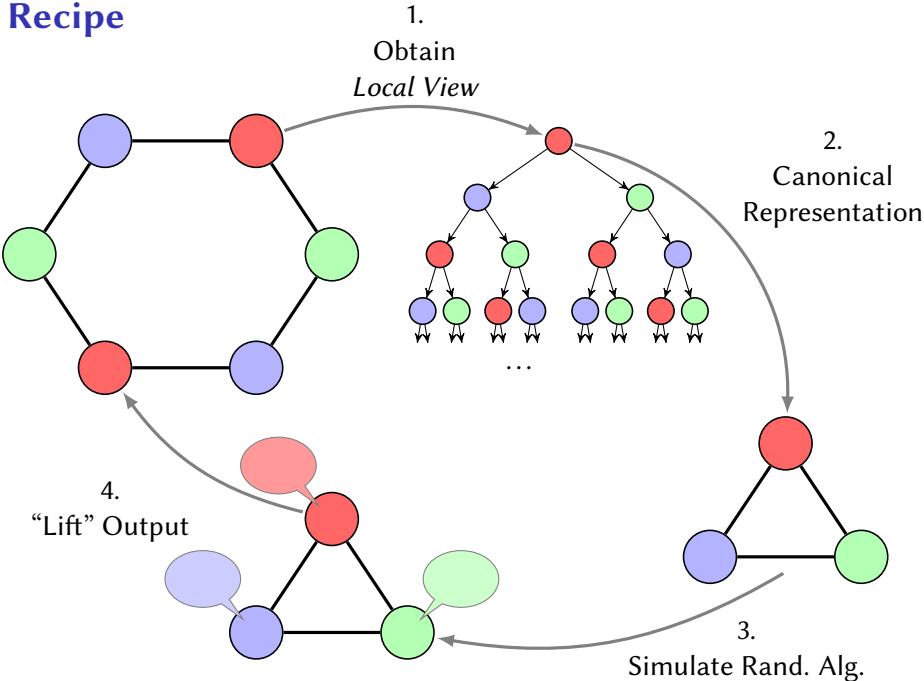 Recipe
1.
Obtain
Local View
2.
Canonical
Representation
...
4.
“Lift” Output
3.
Simulate Rand. Alg.